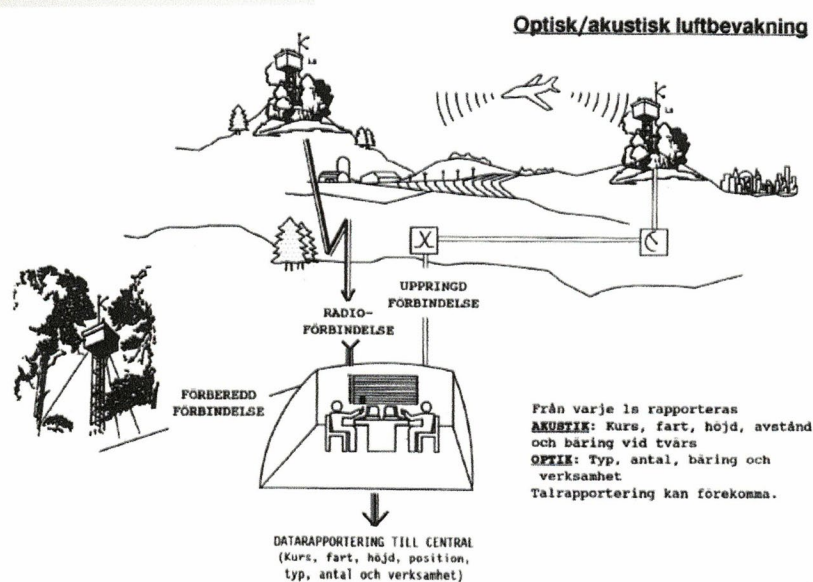 Optisk/akustisk luftbevakning
Ls
Ls
UPPRINGD
FÖRBINDELSE
RADIO-
FÖRBINDELSE
FÖRBEREDD
FÖRBINDELSE
Från varje ls rapporteras
AKUSTIK: Kurs, fart, höjd, avstånd
och bäring vid tvärs
OPTIK: Typ, antal, bäring och
verksamhet
Talrapportering kan förekomma.
DATARAPPORTERING TILL CENTRAL
(Kurs, fart, höjd, position,
typ, antal och verksamhet)